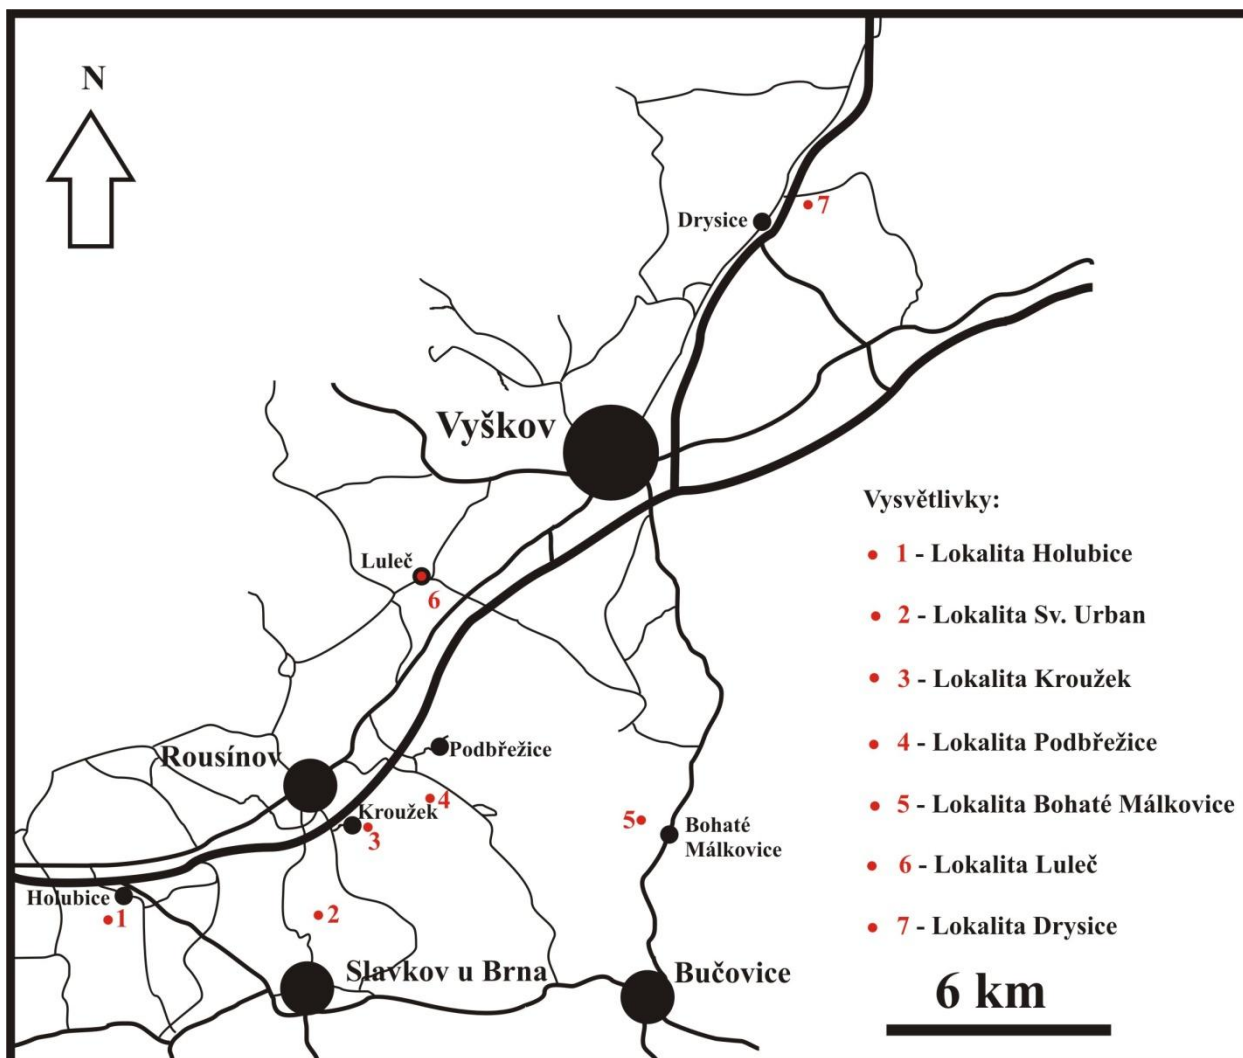 N
Drysice
7
Vyškov
Vysvětlivky:
1 - Lokalita Holubice
2 - Lokalita Sv. Urban
3 - Lokalita Kroužek
4 - Lokalita Podbřežice
5 - Lokalita Bohaté Málkovice
6 - Lokalita Luleč
7 - Lokalita Drysice
Luleč
6
Rousínov
Podbřežice
4
Kroužek
3
5
Bohaté
Málkovice
Holubice
1
2
Slavkov u Brna
Bučovice
6 km